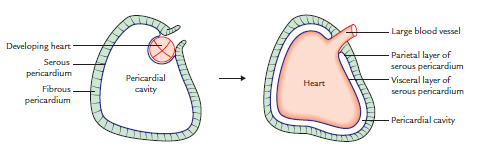 Developing heart
Serous
pericardium
Fibrous
pericardium
Pericardial
cavity
Heart
Large blood vessel
Parietal layer of
serous pericardium
Visceral layer of
serous pericardium
Pericardial cavity